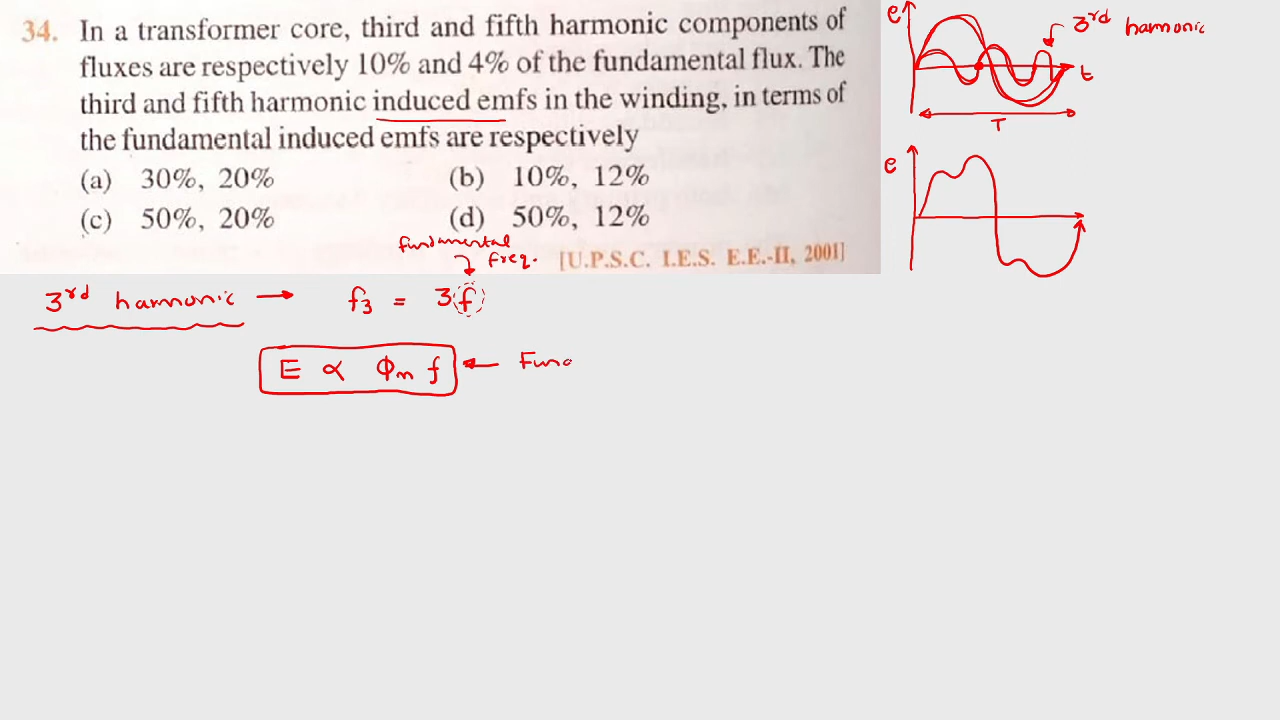 34. In a transformer core, third and fifth harmonic components of
fluxes are respectively 10% and 4% of the fundamental flux. The
third and fifth harmonic induced emfs in the winding, in terms of
the fundamental induced emfs are respectively
(a) 30%, 20% (b) 10%, 12%
(c) 50%, 20% (d) 50%, 12%
[U.P.S.C. I.E.S. E.E.-II, 2001]
e
3rd harmonic
t
T
e
fundamental
freq.
3rd harmonic → f3 = 3f
E ∝ Φm f ← Func